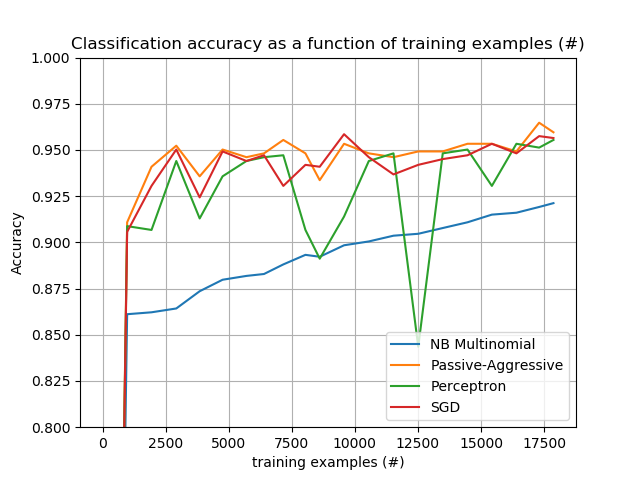 Classification accuracy as a function of training examples (#)
1.000
0.975
0.950
0.925
0.900
0.875
0.850
0.825
0.800
Accuracy
NB Multinomial
Passive-Aggressive
Perceptron
SGD
0 2500 5000 7500 10000 12500 15000 17500
training examples (#)